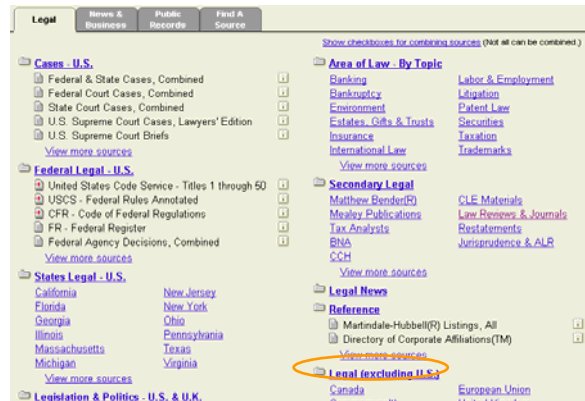 Legal
News & Business
Public Records
Find A Source
Show checkboxes for combining sources (Not all can be combined.)
Cases - U.S.
Federal & State Cases, Combined
Federal Court Cases, Combined
State Court Cases, Combined
U.S. Supreme Court Cases, Lawyers' Edition
U.S. Supreme Court Briefs
View more sources
Federal Legal - U.S.
United States Code Service - Titles 1 through 50
USCS - Federal Rules Annotated
CFR - Code of Federal Regulations
FR - Federal Register
Federal Agency Decisions, Combined
View more sources
States Legal - U.S.
California New Jersey
Florida New York
Georgia Ohio
Illinois Pennsylvania
Massachusetts Texas
Michigan Virginia
View more sources
Legislation & Politics - U.S. & U.K.
Area of Law - By Topic
Banking Labor & Employment
Bankruptcy Litigation
Environment Patent Law
Estates, Gifts & Trusts Securities
Insurance Taxation
International Law Trademarks
View more sources
Secondary Legal
Matthew Bender(R) CLE Materials
Mealey Publications Law Reviews & Journals
Tax Analysts Restatements
BNA Jurisprudence & ALR
CCH
View more sources
Legal News
Reference
Martindale-Hubbell(R) Listings, All
Directory of Corporate Affiliations(TM)
View more sources
Legal (excluding U.S.)
Canada European Union